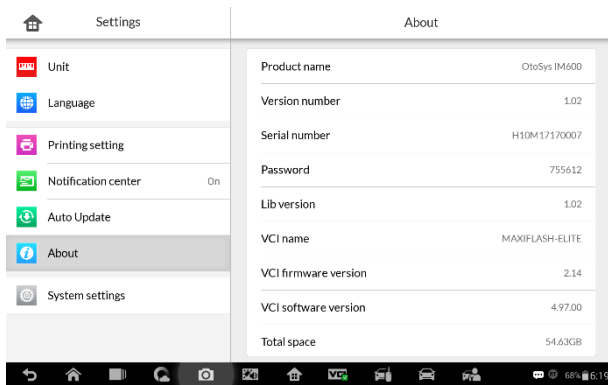 Settings
About
Unit
Language
Printing setting
Notification center On
Auto Update
About
System settings
Product name OtoSys IM600
Version number 1.02
Serial number H10M17170007
Password 755612
Lib version 1.02
VCI name MAXIFLASH-ELITE
VCI firmware version 2.14
VCI software version 4.97.00
Total space 54.63GB
68% 6:19